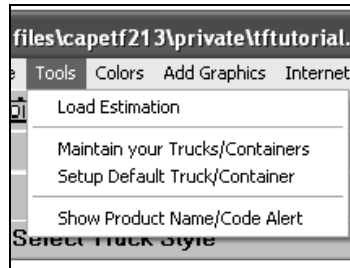 files\capetf213\private\tftutorial.
Tools Colors Add Graphics Internet
Load Estimation
Maintain your Trucks/Containers
Setup Default Truck/Container
Show Product Name/Code Alert
Select Truck Style